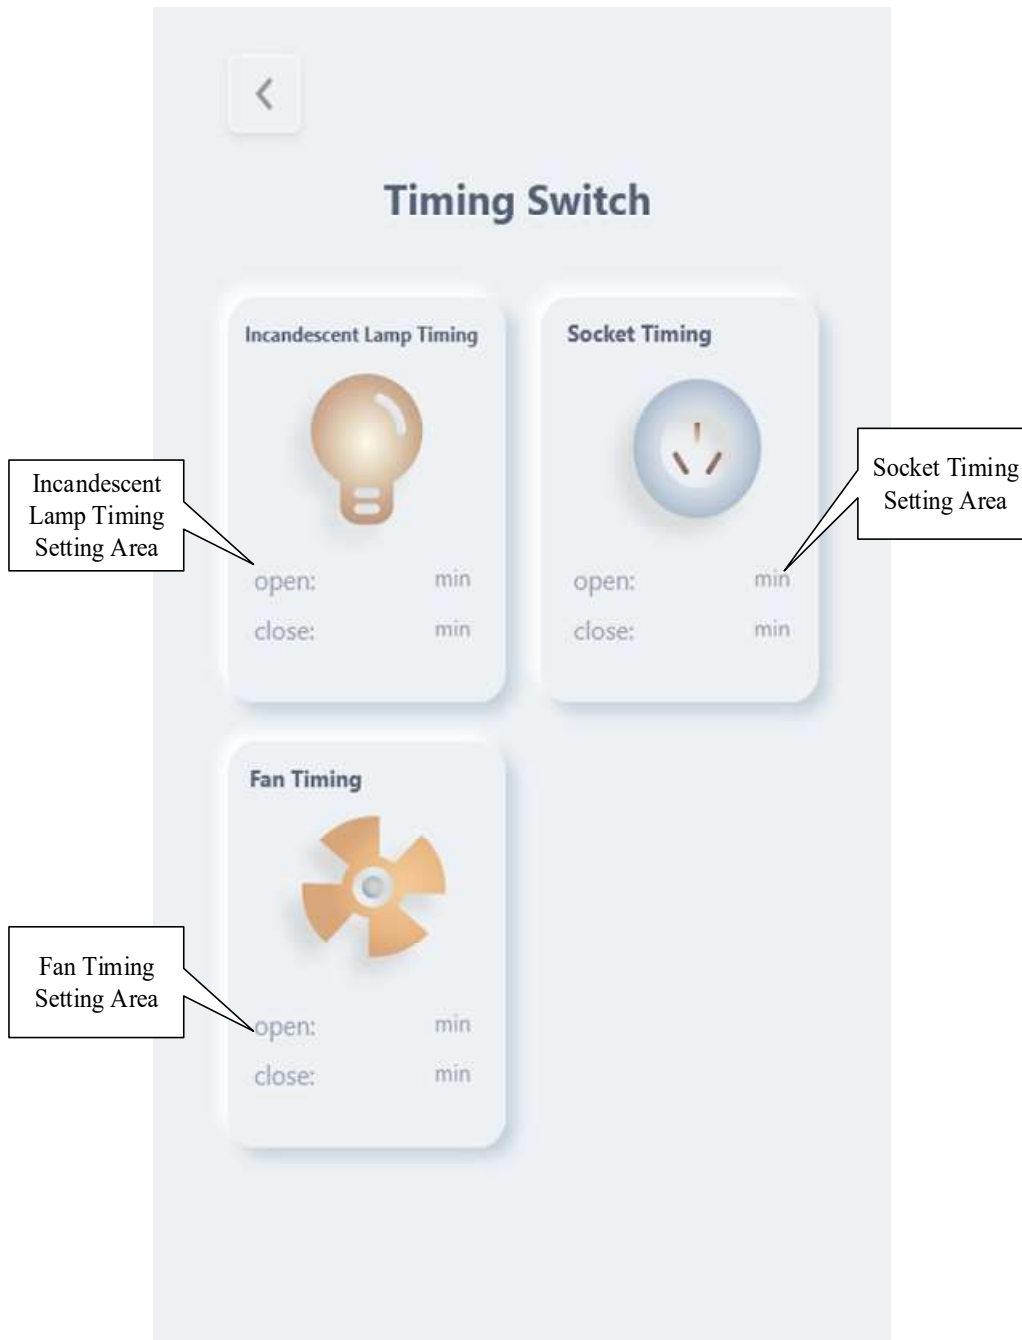 Timing Switch
Incandescent Lamp Timing
open: min
close: min
Socket Timing
open: min
close: min
Fan Timing
open: min
close: min
Incandescent
Lamp Timing
Setting Area
Socket Timing
Setting Area
Fan Timing
Setting Area